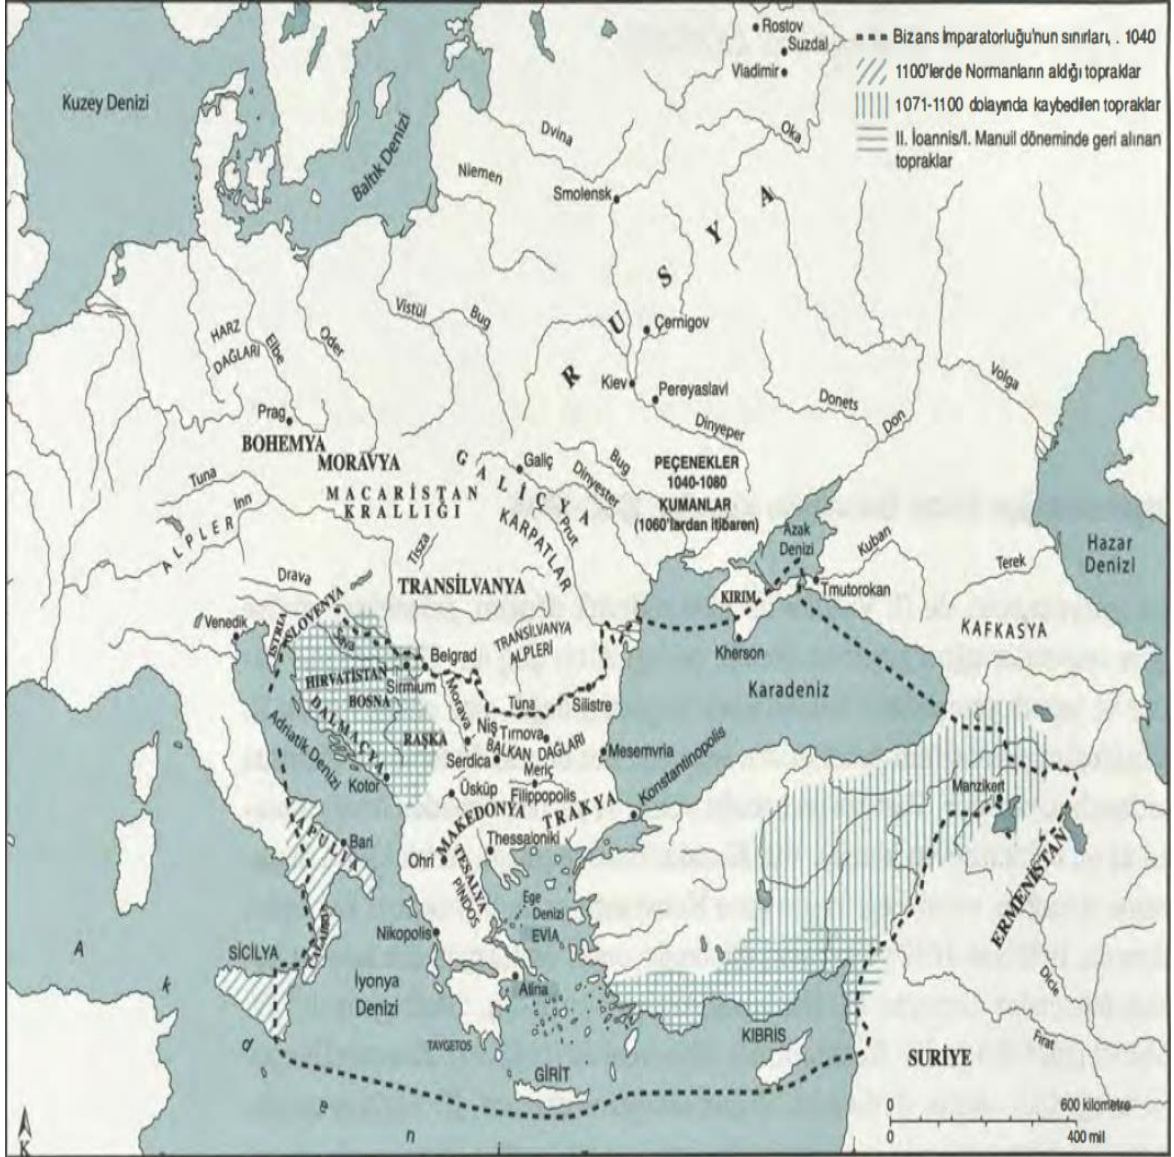 Rostov
Suzdal
Vladimir
Bizans İmparatorluğu'nun sınırları, . 1040
1100'lerde Normanların aldığı topraklar
1071-1100 dolayında kaybedilen topraklar
II. İoannis/I. Manuil döneminde geri alınan
topraklar
Kuzey Denizi
Baltık Denizi
Dvina
Oka
Niemen
Smolensk
RUSYA
Vistül
Bug
HARZ
DAĞLARI
Elbe
Oder
Çernigov
Kiev
Pereyaslavl
Volga
Donets
Don
Dinyeper
Prag
BOHEMYA
MORAVYA
GALİÇYA
Galiç
Bug
Dinyester
PEÇENEKLER
1040-1080
KUMANLAR
(1060'lardan itibaren)
Tuna
Inn
ALPLER
MACARİSTAN
KRALLIĞI
KARPATLAR
Prut
Tisza
Azak
Denizi
Kuban
Terek
Hazar
Denizi
Drava
TRANSİLVANYA
KIRIM
Tmutorokan
Venedik
İSTRİA
SLOVENYA
Sava
TRANSİLVANYA
ALPLERİ
Kherson
KAFKASYA
HIRVATİSTAN
BOSNA
Belgrad
Sirmium
Karadeniz
DALMAÇYA
Morava
Tuna
Silistre
Adriatik Denizi
RAŞKA
Niş
Tırnova
BALKAN DAĞLARI
Serdica
Meriç
Mesemvria
Konstantinopolis
Kotor
Üsküp
Filippopolis
Manzikert
MAKEDONYA
TRAKYA
APULIA
Bari
Ohri
Thessaloniki
TESALYA
PİNDOS
ERMENİSTAN
Ege
Denizi
EVIA
Nikopolis
SİCİLYA
İyonya
Denizi
Atina
Dicle
Fırat
TAYGETOS
KIBRIS
SURİYE
GİRİT
A
k
d
e
n
0
600 kilometre
0
400 mil
K